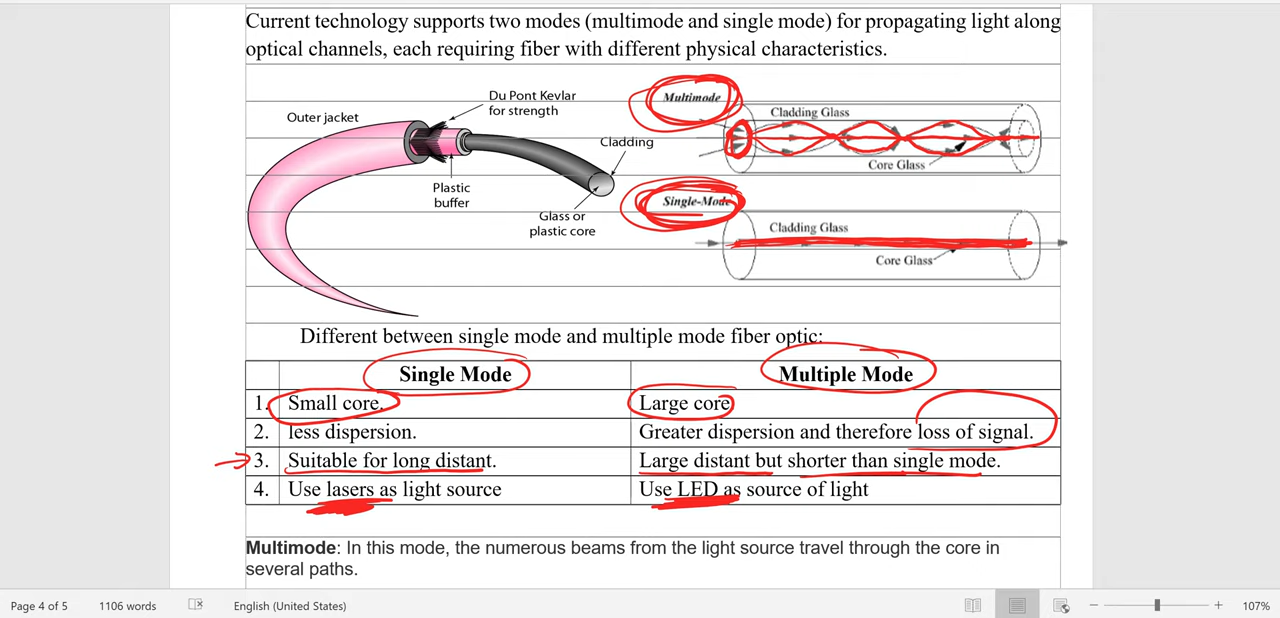 Current technology supports two modes (multimode and single mode) for propagating light along
optical channels, each requiring fiber with different physical characteristics.
Outer jacket
Du Pont Kevlar
for strength
Cladding
Plastic
buffer
Glass or
plastic core
Multimode
Cladding Glass
Core Glass
Single-Mode
Cladding Glass
Core Glass
Different between single mode and multiple mode fiber optic:
Single Mode Multiple Mode
1. Small core. Large core
2. less dispersion. Greater dispersion and therefore loss of signal.
3. Suitable for long distant. Large distant but shorter than single mode.
4. Use lasers as light source Use LED as source of light
Multimode: In this mode, the numerous beams from the light source travel through the core in
several paths.
Page 4 of 5 1106 words English (United States) 107%